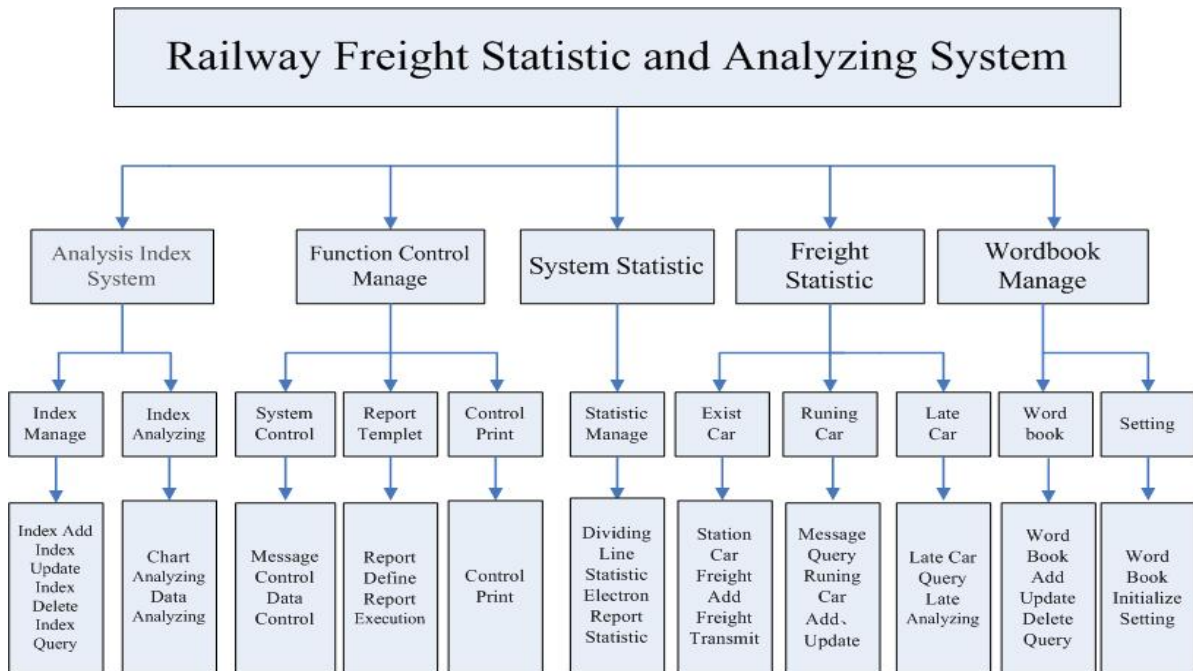 Railway Freight Statistic and Analyzing System
Analysis Index
System
Function Control
Manage
System Statistic
Freight
Statistic
Wordbook
Manage
Index
Manage
Index
Analyzing
System
Control
Report
Templet
Control
Print
Statistic
Manage
Exist
Car
Runing
Car
Late
Car
Word
book
Setting
Index Add
Index
Update
Index
Delete
Index
Query
Chart
Analyzing
Data
Analyzing
Message
Control
Data
Control
Report
Define
Report
Execution
Control
Print
Dividing
Line
Statistic
Electron
Report
Statistic
Station
Car
Freight
Add
Freight
Transmit
Message
Query
Runing
Car
Add、
Update
Late Car
Query
Late
Analyzing
Word
Book
Add
Update
Delete
Query
Word
Book
Initialize
Setting